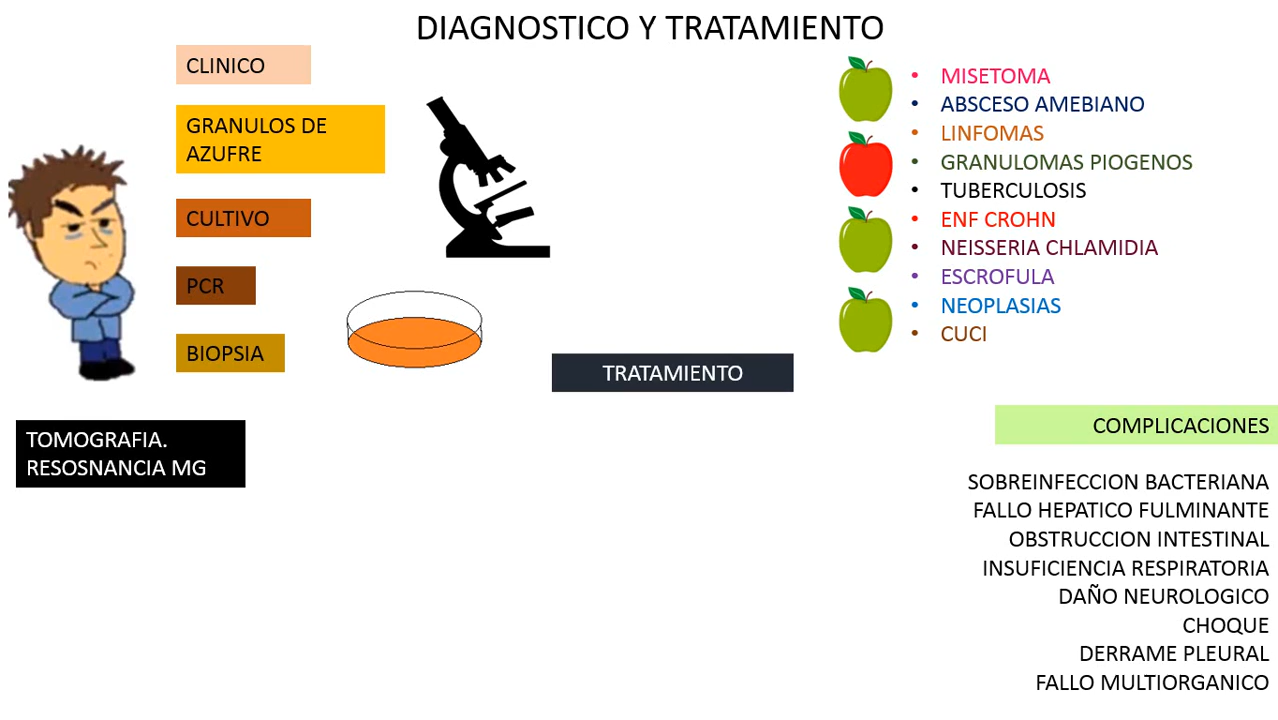 DIAGNOSTICO Y TRATAMIENTO
CLINICO
GRANULOS DE
AZUFRE
CULTIVO
PCR
BIOPSIA
TOMOGRAFIA.
RESOSNANCIA MG
TRATAMIENTO
• MISETOMA
• ABSCESO AMEBIANO
• LINFOMAS
• GRANULOMAS PIOGENOS
• TUBERCULOSIS
• ENF CROHN
• NEISSERIA CHLAMIDIA
• ESCROFULA
• NEOPLASIAS
• CUCI
COMPLICACIONES
SOBREINFECCION BACTERIANA
FALLO HEPATICO FULMINANTE
OBSTRUCCION INTESTINAL
INSUFICIENCIA RESPIRATORIA
DAÑO NEUROLOGICO
CHOQUE
DERRAME PLEURAL
FALLO MULTIORGANICO